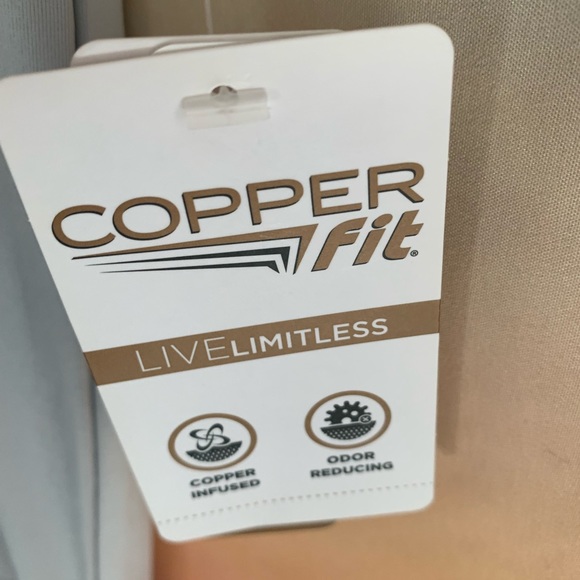 COPPER
fit®
LIVELIMITLESS
COPPER
INFUSED
ODOR
REDUCING